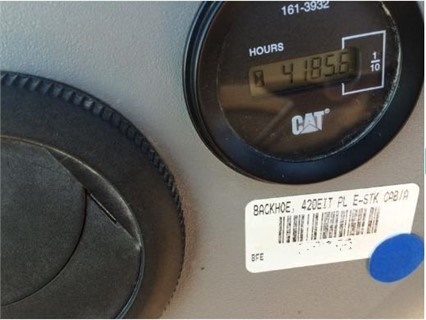 161-3932
HOURS
4185.6
1
10
CAT®
BACKHOE, 420EIT PL E-STK CAB/A
BFE